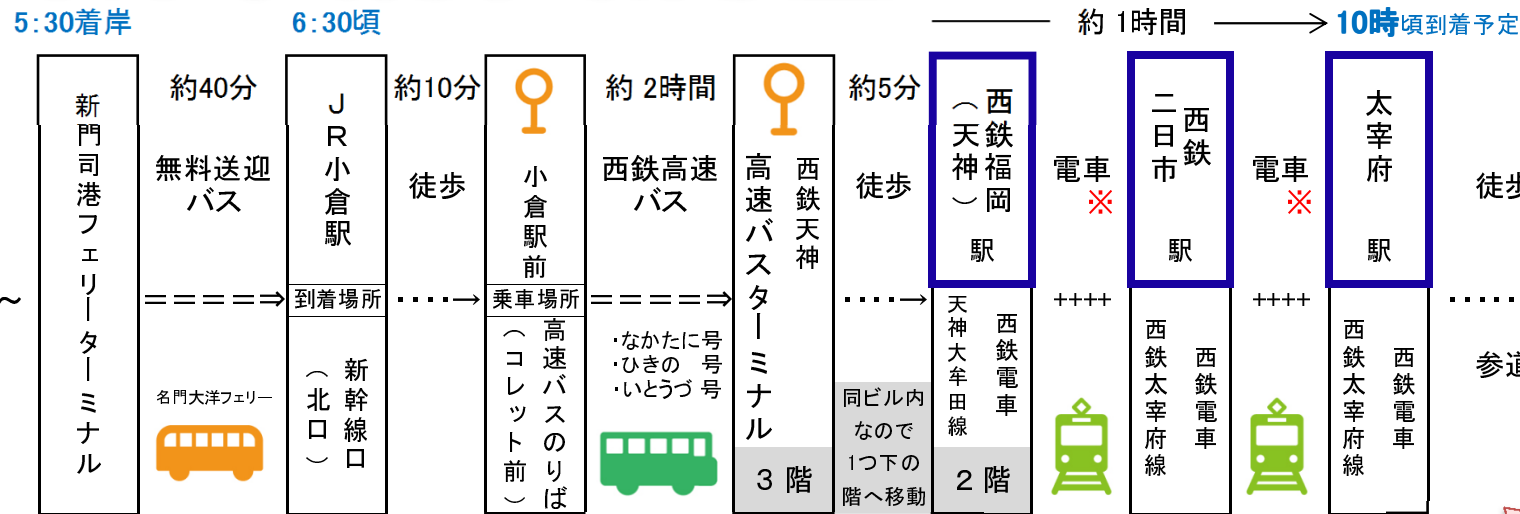 5:30着岸
6:30頃
約 1時間
10時頃到着予定
新門司港フェリーターミナル
約40分
無料送迎
バス
名門大洋フェリー
JR小倉駅
到着場所
新幹線口
（北口）
約10分
徒歩
小倉駅前
乗車場所
高速バスのりば
（コレット前）
約 2時間
西鉄高速
バス
・なかたに号
・ひきの 号
・いとうづ 号
西鉄天神
高速バスターミナル
3 階
約5分
徒歩
同ビル内
なので
1つ下の
階へ移動
西鉄福岡
（天神）
駅
西鉄電車
天神大牟田線
2 階
電車
※
++++
西鉄
二日市
駅
西鉄電車
西鉄太宰府線
電車
※
++++
太宰府
駅
西鉄電車
西鉄太宰府線
徒歩
参道